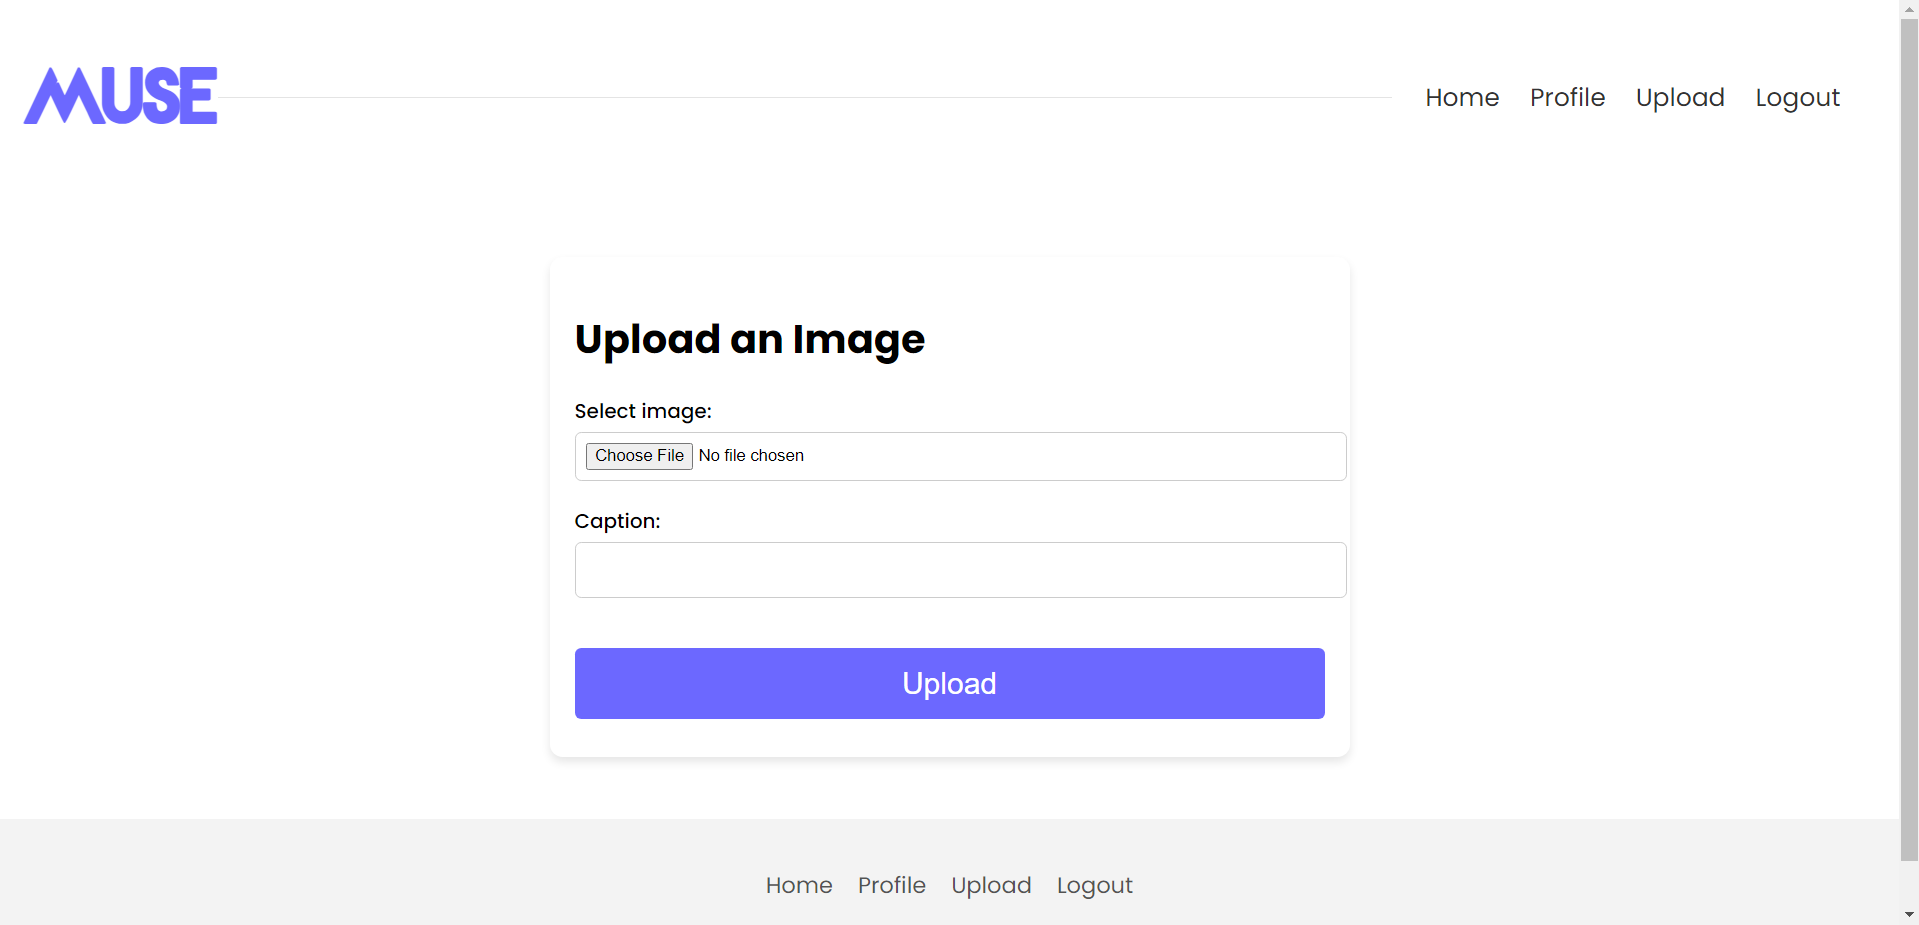 MUSE
Home Profile Upload Logout
Upload an Image
Select image:
Choose File No file chosen
Caption:
Upload
Home Profile Upload Logout